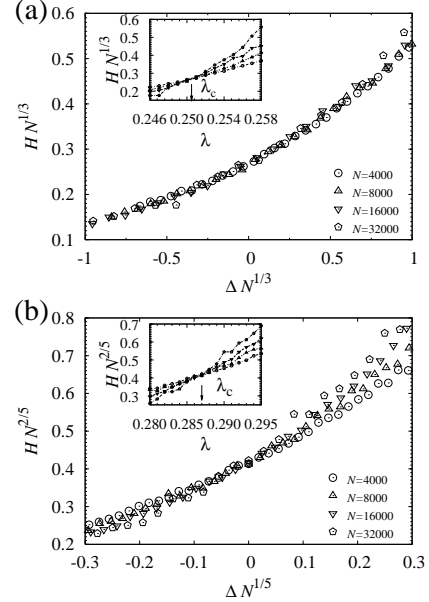 (a)
0.6
0.5
0.4
0.3
0.2
0.1
H N^{1/3}
-1
-0.5
0
0.5
1
Δ N^{1/3}
0.5
0.4
0.3
0.2
H N^{1/3}
0.246
0.250
0.254
0.258
λ
λ_c
N=4000
N=8000
N=16000
N=32000
(b)
0.8
0.7
0.6
0.5
0.4
0.3
0.2
H N^{2/5}
-0.3
-0.2
-0.1
0.0
0.1
0.2
0.3
Δ N^{1/5}
0.7
0.6
0.5
0.4
0.3
H N^{2/5}
0.280
0.285
0.290
0.295
λ
λ_c
N=4000
N=8000
N=16000
N=32000